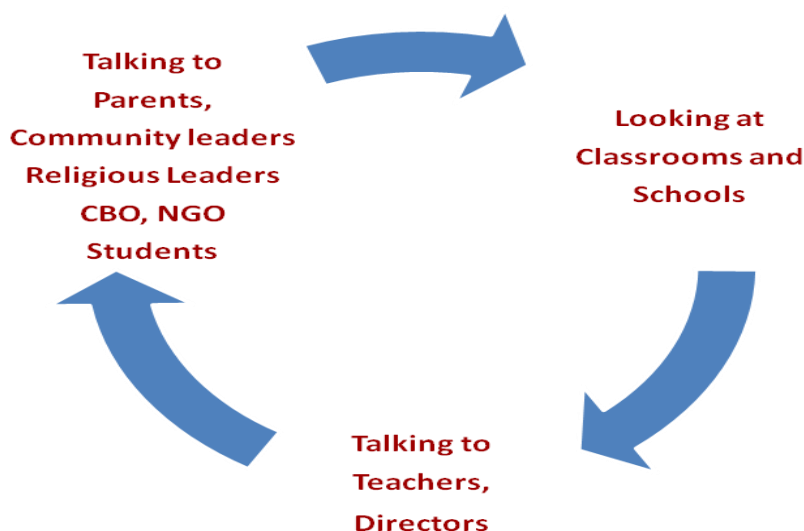 Talking to
Parents,
Community leaders
Religious Leaders
CBO, NGO
Students
Looking at
Classrooms and
Schools
Talking to
Teachers,
Directors